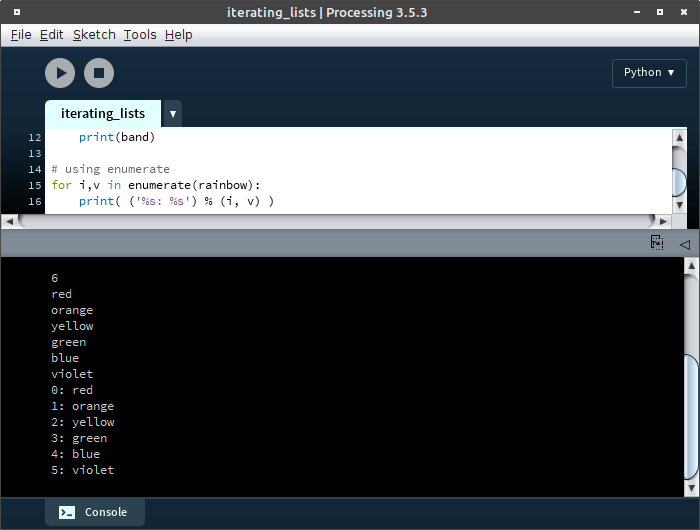 iterating_lists | Processing 3.5.3
File Edit Sketch Tools Help
Python ▼
iterating_lists ▼
12     print(band)
13
14 # using enumerate
15 for i,v in enumerate(rainbow):
16     print( ('%s: %s') % (i, v) )
6
red
orange
yellow
green
blue
violet
0: red
1: orange
2: yellow
3: green
4: blue
5: violet
Console